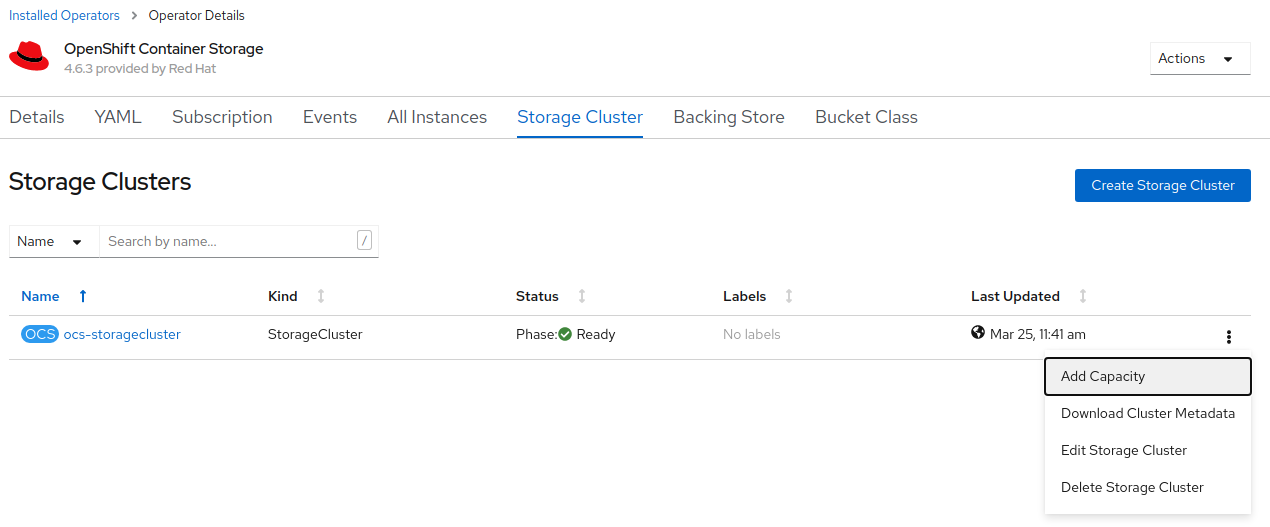 Installed Operators > Operator Details
OpenShift Container Storage
4.6.3 provided by Red Hat
Actions
Details YAML Subscription Events All Instances Storage Cluster Backing Store Bucket Class
Storage Clusters
Create Storage Cluster
Name Search by name... /
Name Kind Status Labels Last Updated
OCS ocs-storagecluster StorageCluster Phase: Ready No labels Mar 25, 11:41 am
Add Capacity
Download Cluster Metadata
Edit Storage Cluster
Delete Storage Cluster